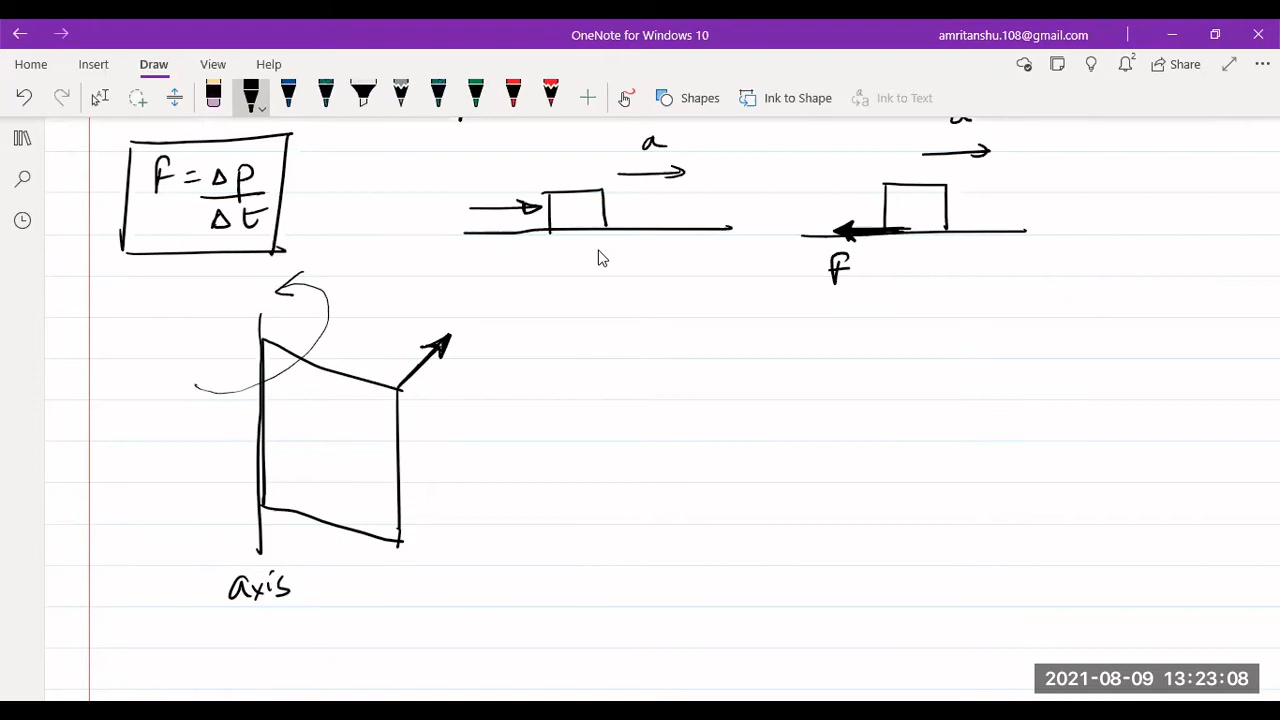 OneNote for Windows 10
amritanshu.108@gmail.com
Home Insert Draw View Help
2
Share
Shapes
Ink to Shape
Ink to Text
a
F = Δp
Δt
F
axis
2021-08-09 13:23:08